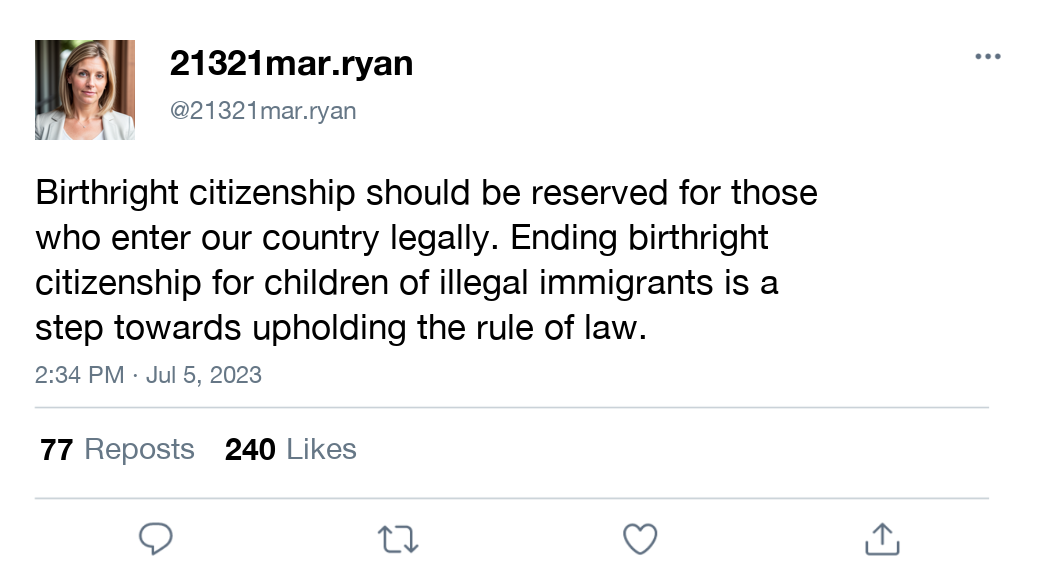 21321mar.ryan
@21321mar.ryan
Birthright citizenship should be reserved for those
who enter our country legally. Ending birthright
citizenship for children of illegal immigrants is a
step towards upholding the rule of law.
2:34 PM · Jul 5, 2023
77 Reposts 240 Likes